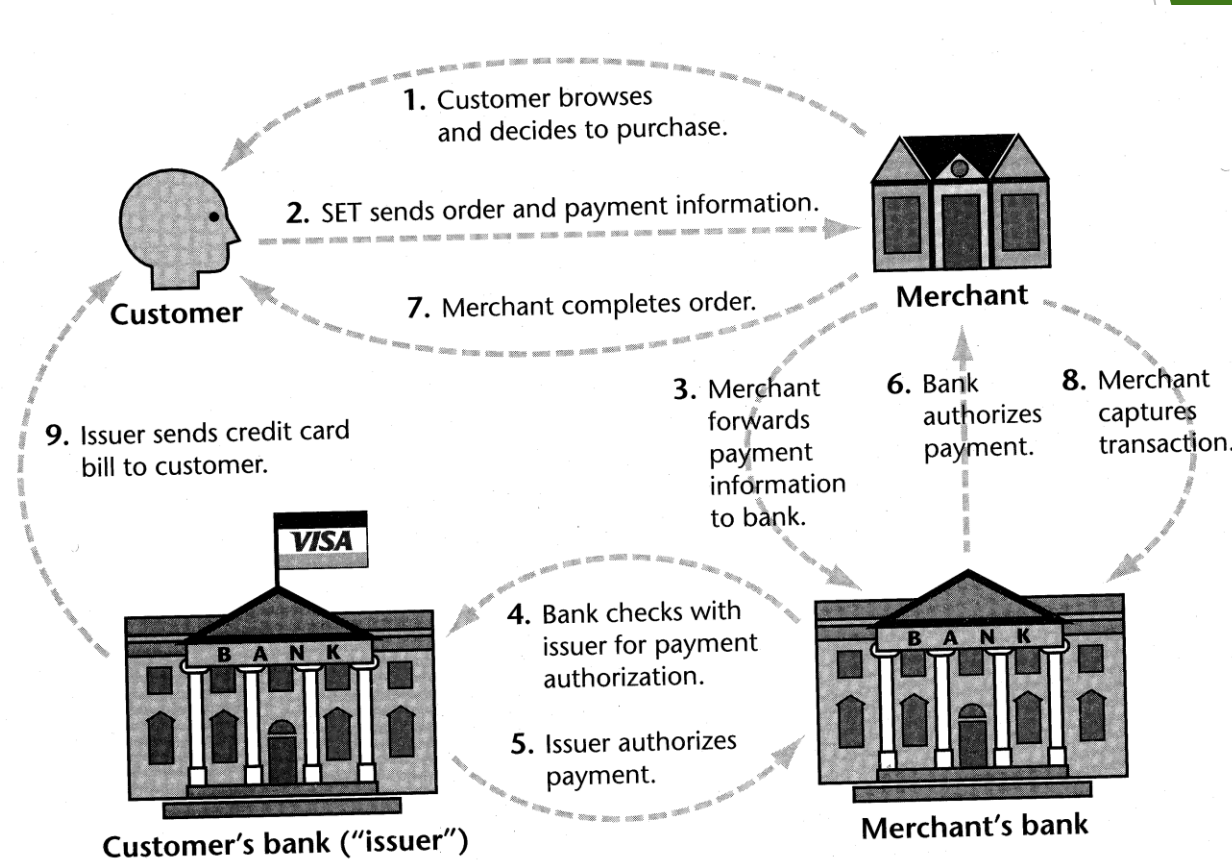 1. Customer browses
and decides to purchase.
2. SET sends order and payment information.
Customer
7. Merchant completes order.
Merchant
3. Merchant
forwards
payment
information
to bank.
6. Bank
authorizes
payment.
8. Merchant
captures
transaction.
9. Issuer sends credit card
bill to customer.
VISA
BANK
4. Bank checks with
issuer for payment
authorization.
5. Issuer authorizes
payment.
BANK
Customer's bank ("issuer")
Merchant's bank